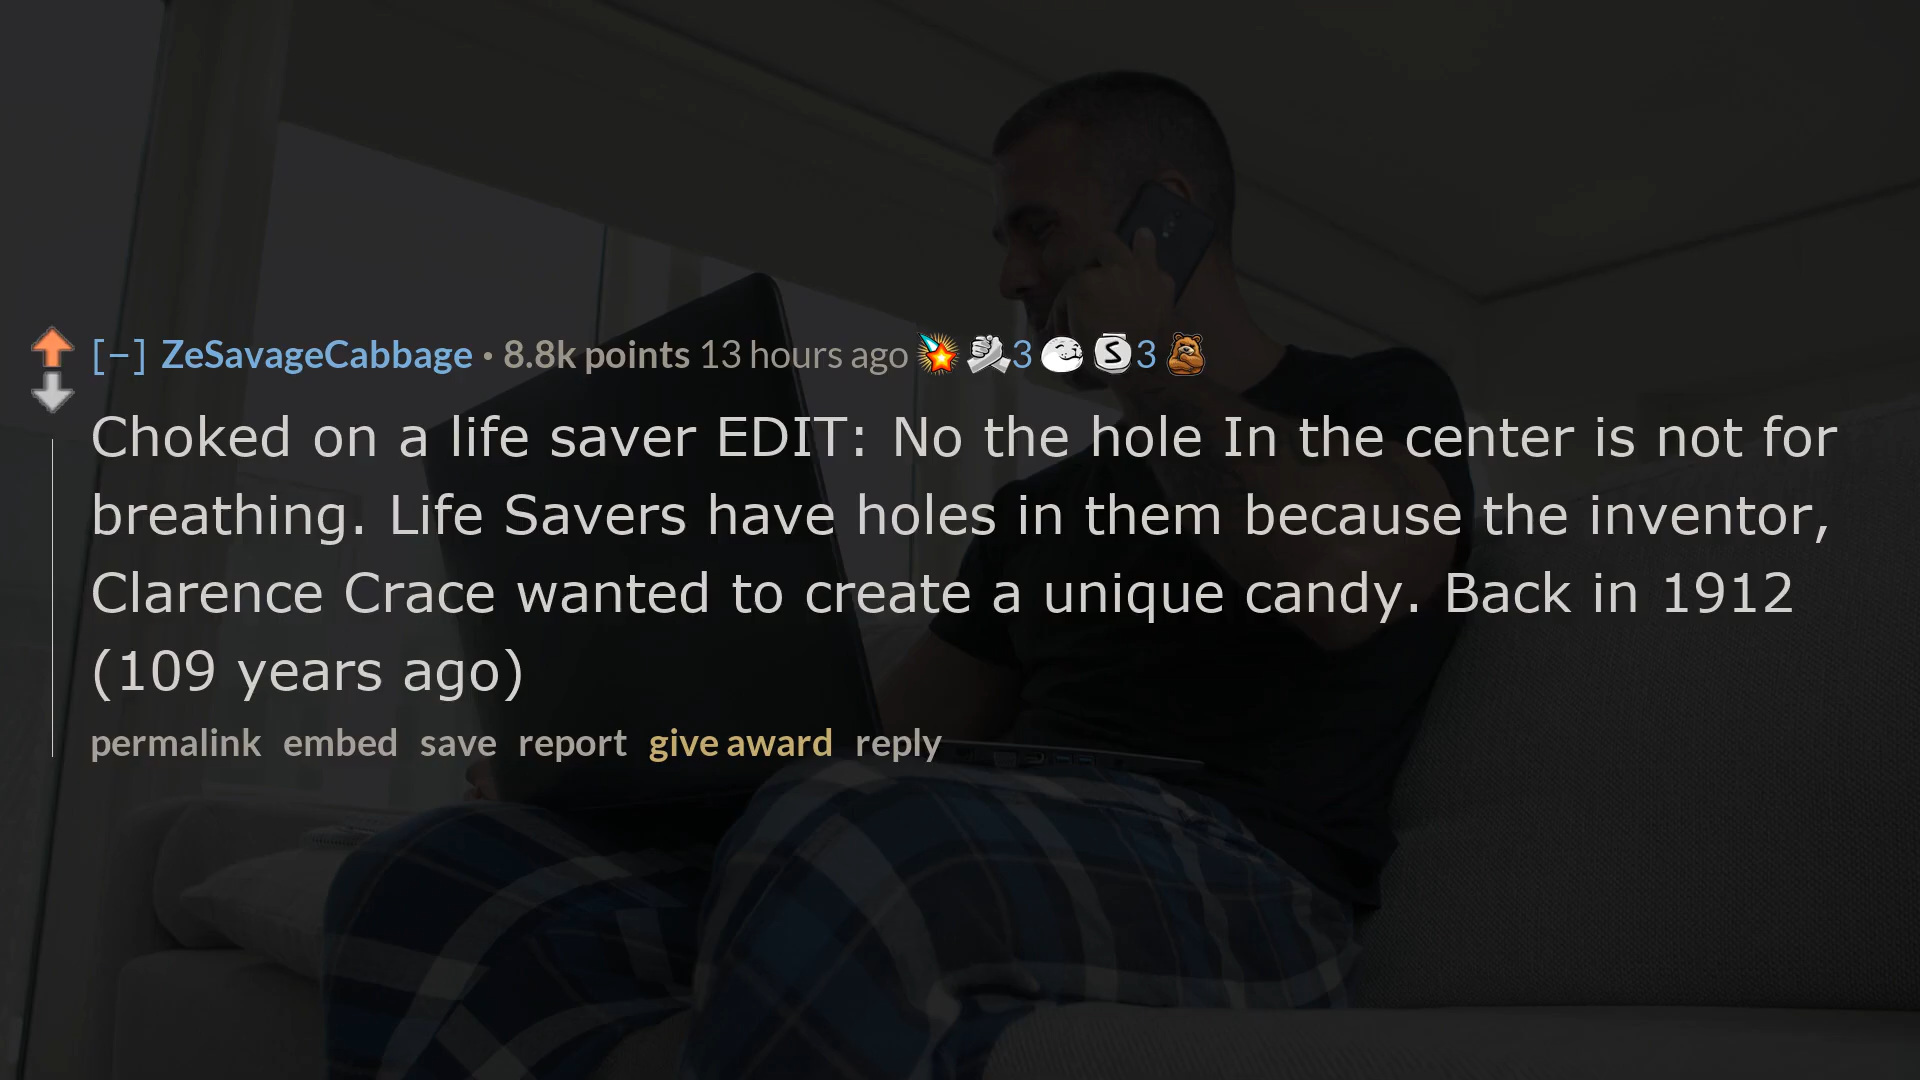 [−] ZeSavageCabbage • 8.8k points 13 hours ago 3 S 3
Choked on a life saver EDIT: No the hole In the center is not for
breathing. Life Savers have holes in them because the inventor,
Clarence Crace wanted to create a unique candy. Back in 1912
(109 years ago)
permalink embed save report give award reply